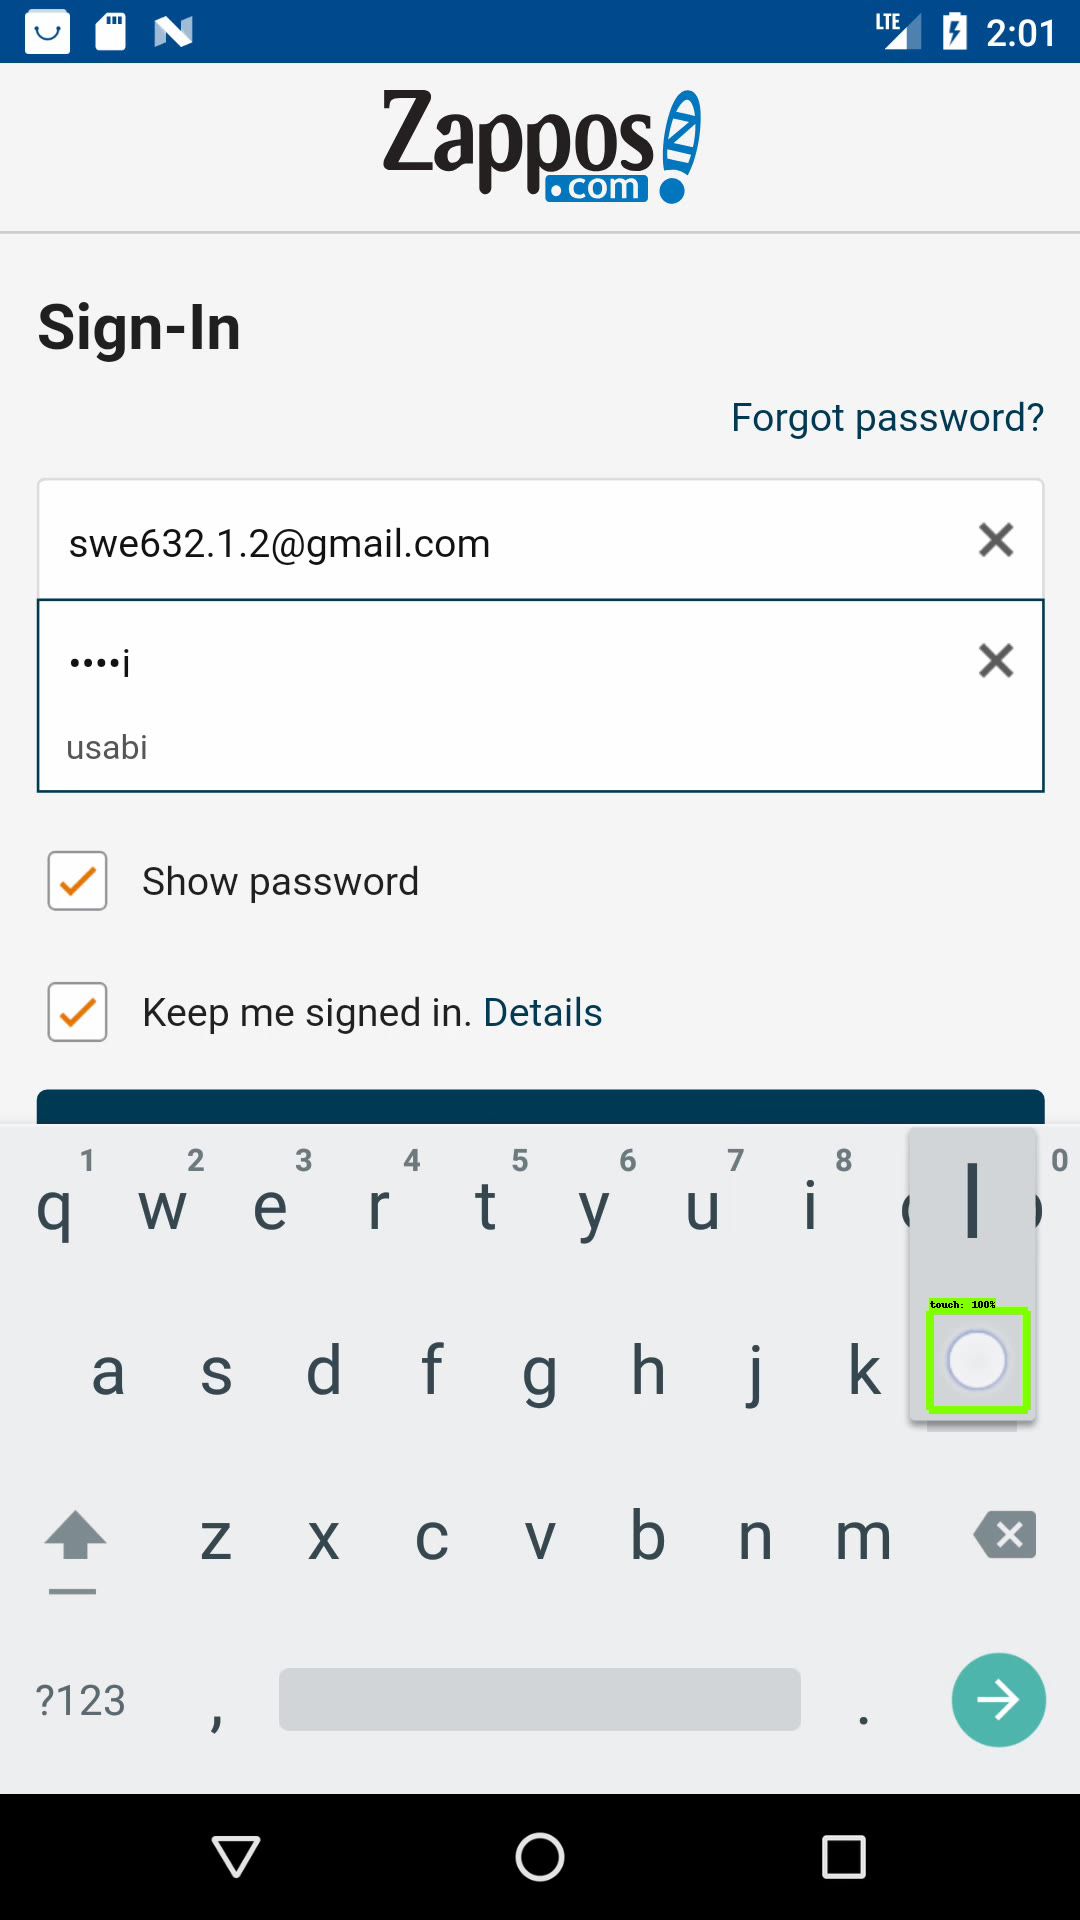 LTE 2:01
Zappos
.com
Sign-In
Forgot password?
swe632.1.2@gmail.com
••••i
usabi
Show password
Keep me signed in. Details
1 2 3 4 5 6 7 8 0
q w e r t y u i l
touch: 100%
a s d f g h j k
z x c v b n m
?123 , .